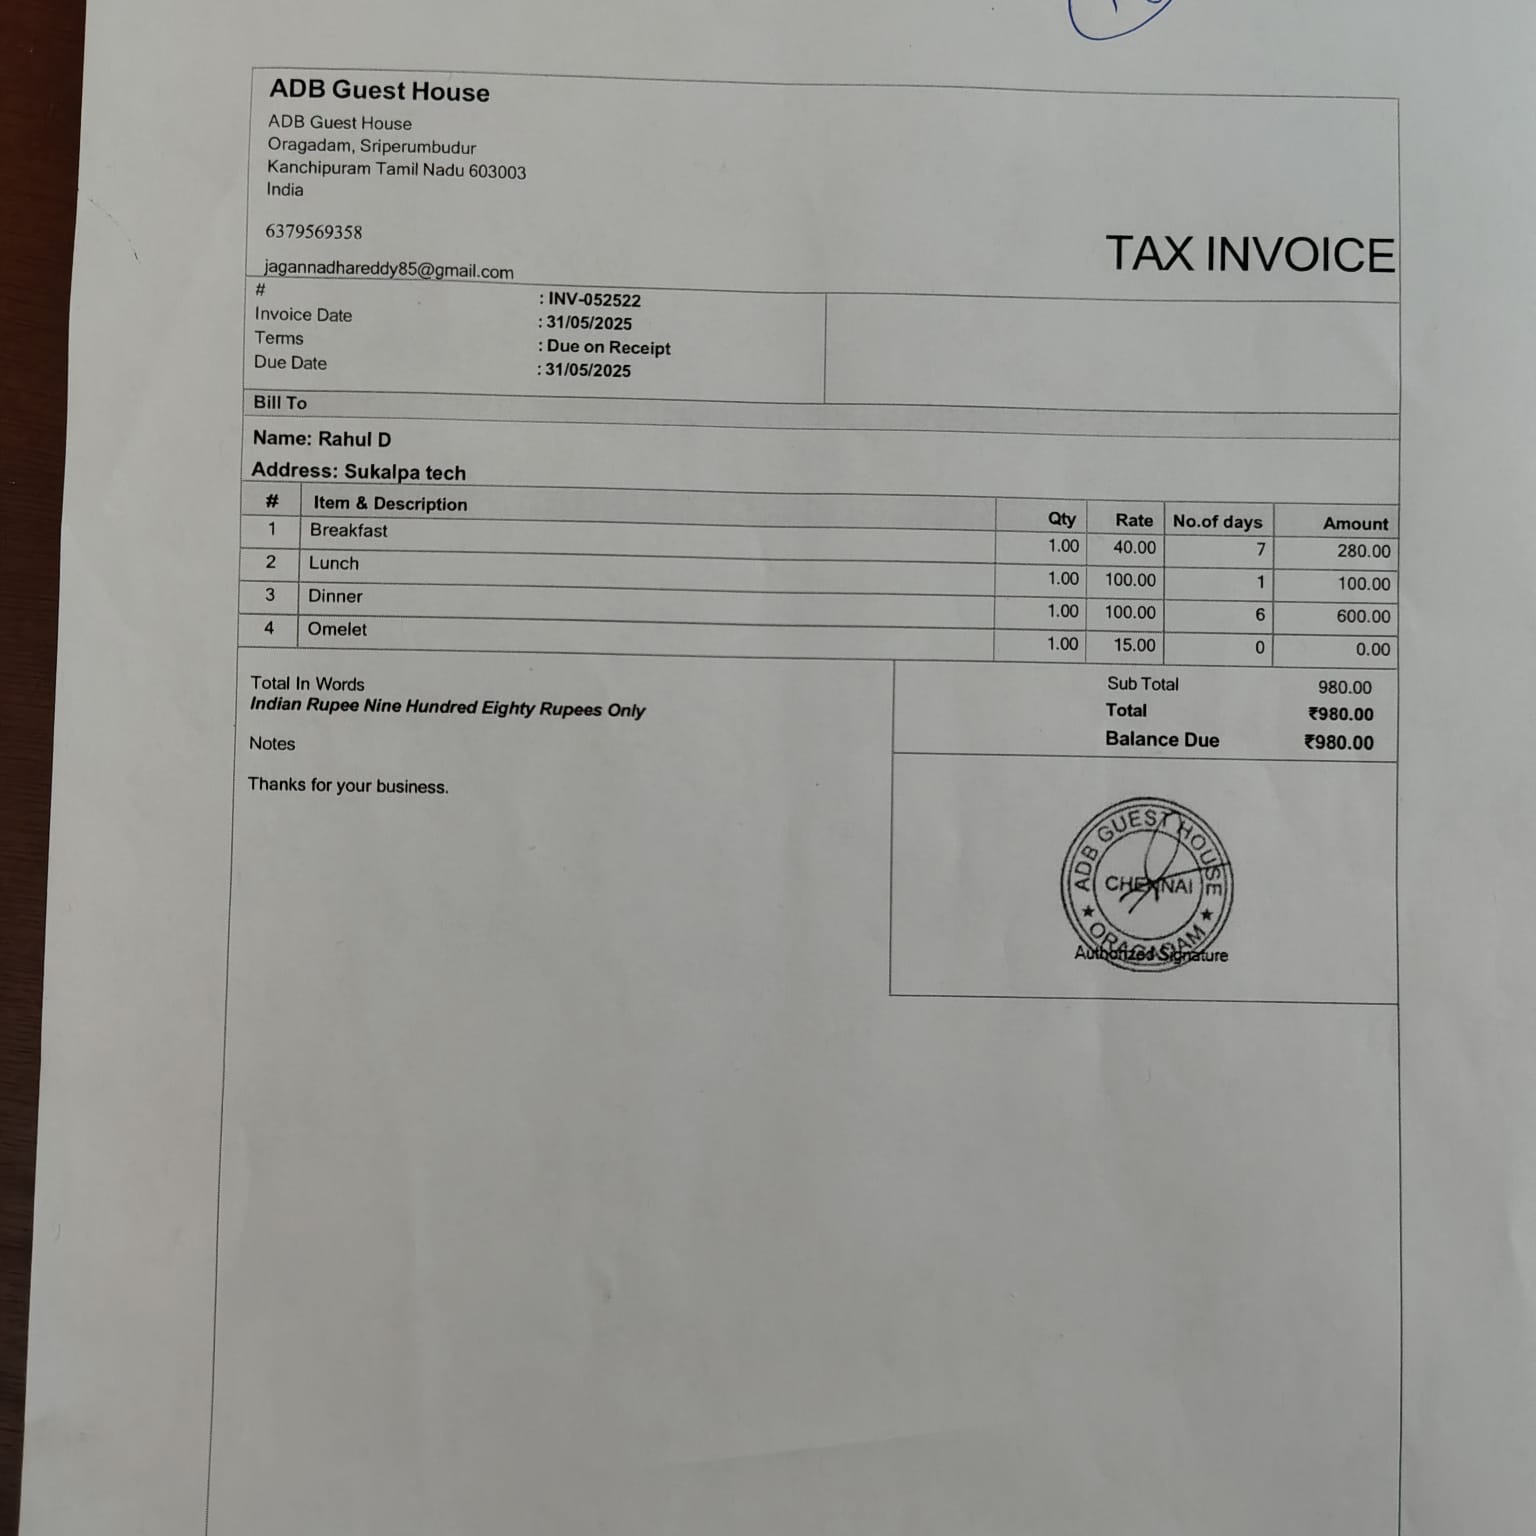 ADB Guest House
ADB Guest House
Oragadam, Sriperumbudur
Kanchipuram Tamil Nadu 603003
India
6379569358
jagannadhareddy85@gmail.com
TAX INVOICE
# : INV-052522
Invoice Date : 31/05/2025
Terms : Due on Receipt
Due Date : 31/05/2025
Bill To
Name: Rahul D
Address: Sukalpa tech
# Item & Description Qty Rate No.of days Amount
1 Breakfast 1.00 40.00 7 280.00
2 Lunch 1.00 100.00 1 100.00
3 Dinner 1.00 100.00 6 600.00
4 Omelet 1.00 15.00 0 0.00
Total In Words
Indian Rupee Nine Hundred Eighty Rupees Only
Notes
Thanks for your business.
Sub Total 980.00
Total ₹980.00
Balance Due ₹980.00
ADB GUEST HOUSE
CHENNAI
ORAGADAM
Authorized Signature